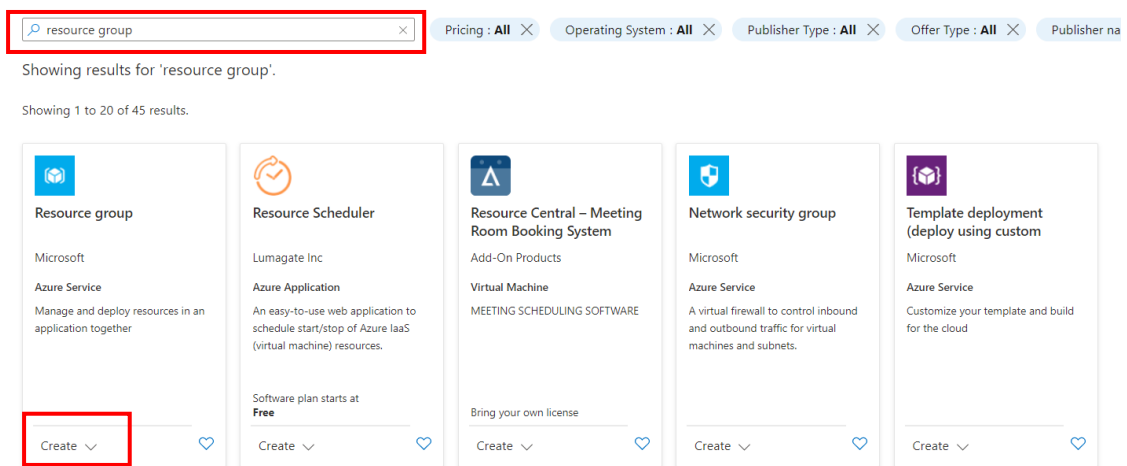 resource group
Pricing : All
Operating System : All
Publisher Type : All
Offer Type : All
Publisher na
Showing results for 'resource group'.
Showing 1 to 20 of 45 results.
Resource group
Microsoft
Azure Service
Manage and deploy resources in an
application together
Create
Resource Scheduler
Lumagate Inc
Azure Application
An easy-to-use web application to
schedule start/stop of Azure IaaS
(virtual machine) resources.
Software plan starts at
Free
Create
Resource Central – Meeting
Room Booking System
Add-On Products
Virtual Machine
MEETING SCHEDULING SOFTWARE
Bring your own license
Create
Network security group
Microsoft
Azure Service
A virtual firewall to control inbound
and outbound traffic for virtual
machines and subnets.
Create
Template deployment
(deploy using custom
Microsoft
Azure Service
Customize your template and build
for the cloud
Create